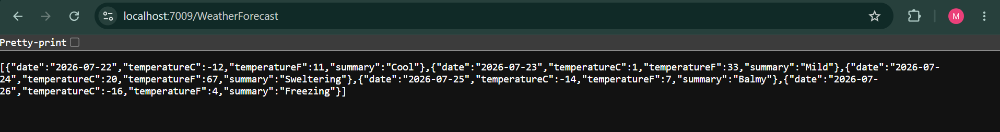 localhost:7009/WeatherForecast
M
Pretty-print
[{"date":"2026-07-22","temperatureC":-12,"temperatureF":11,"summary":"Cool"},{"date":"2026-07-23","temperatureC":1,"temperatureF":33,"summary":"Mild"},{"date":"2026-07-
24","temperatureC":20,"temperatureF":67,"summary":"Sweltering"},{"date":"2026-07-25","temperatureC":-14,"temperatureF":7,"summary":"Balmy"},{"date":"2026-07-
26","temperatureC":-16,"temperatureF":4,"summary":"Freezing"}]